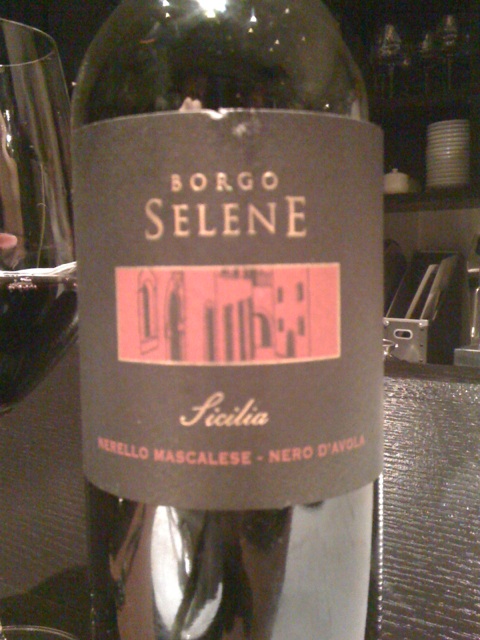 BORGO
SELENE
Sicilia
NERELLO MASCALESE - NERO D'AVOLA